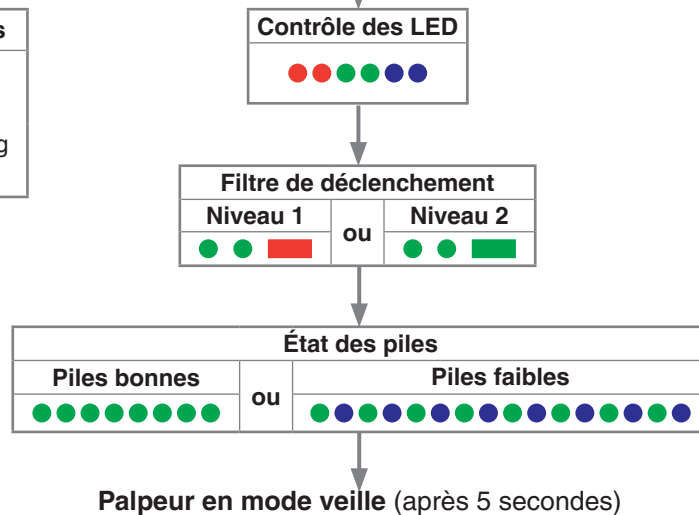 s
g
Contrôle des LED
Filtre de déclenchement
Niveau 1 ou Niveau 2
État des piles
Piles bonnes ou Piles faibles
Palpeur en mode veille (après 5 secondes)